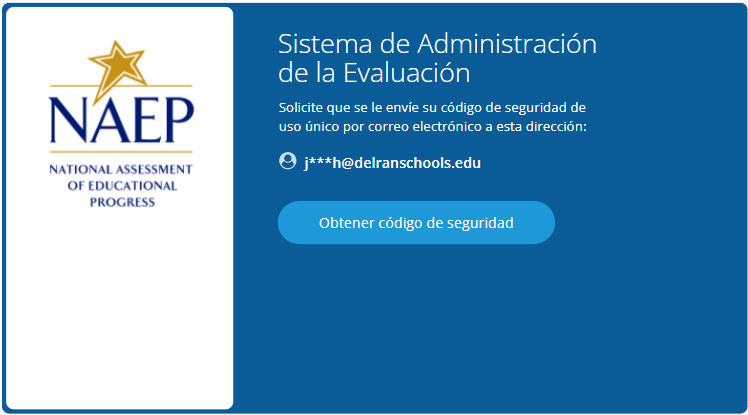 NAEP
NATIONAL ASSESSMENT
OF EDUCATIONAL
PROGRESS
Sistema de Administración
de la Evaluación
Solicite que se le envíe su código de seguridad de
uso único por correo electrónico a esta dirección:
j***h@delranschools.edu
Obtener código de seguridad